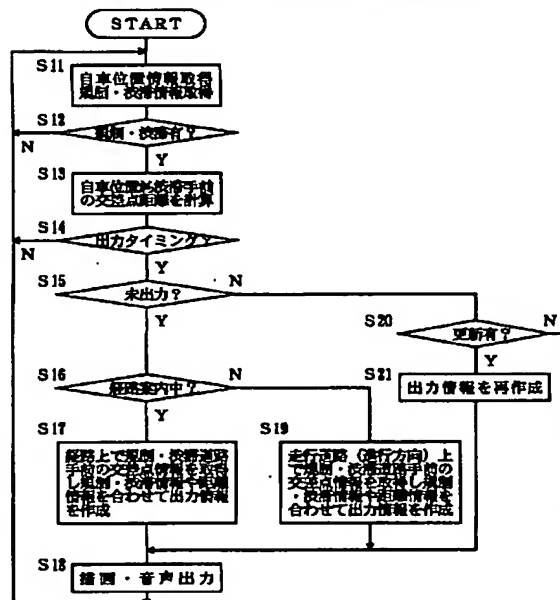 START
S11
自車位置情報取得
規制・渋滞情報取得
S12
規制・渋滞有？
N
Y
S13
自車位置から渋滞手前
の交差点距離を計算
S14
出力タイミング？
N
Y
S15
未出力？
N
Y
S20
更新有？
N
Y
S16
経路案内中？
N
Y
S21
出力情報を再作成
S17
経路上で規制・渋滞道路
手前の交差点情報を取得
し規制・渋滞情報や距離
情報を合わせて出力情報
を作成
S19
走行道路（進行方向）上
で規制・渋滞道路手前の
交差点情報を取得し規制
・渋滞情報や距離情報を
合わせて出力情報を作成
S18
描画・音声出力